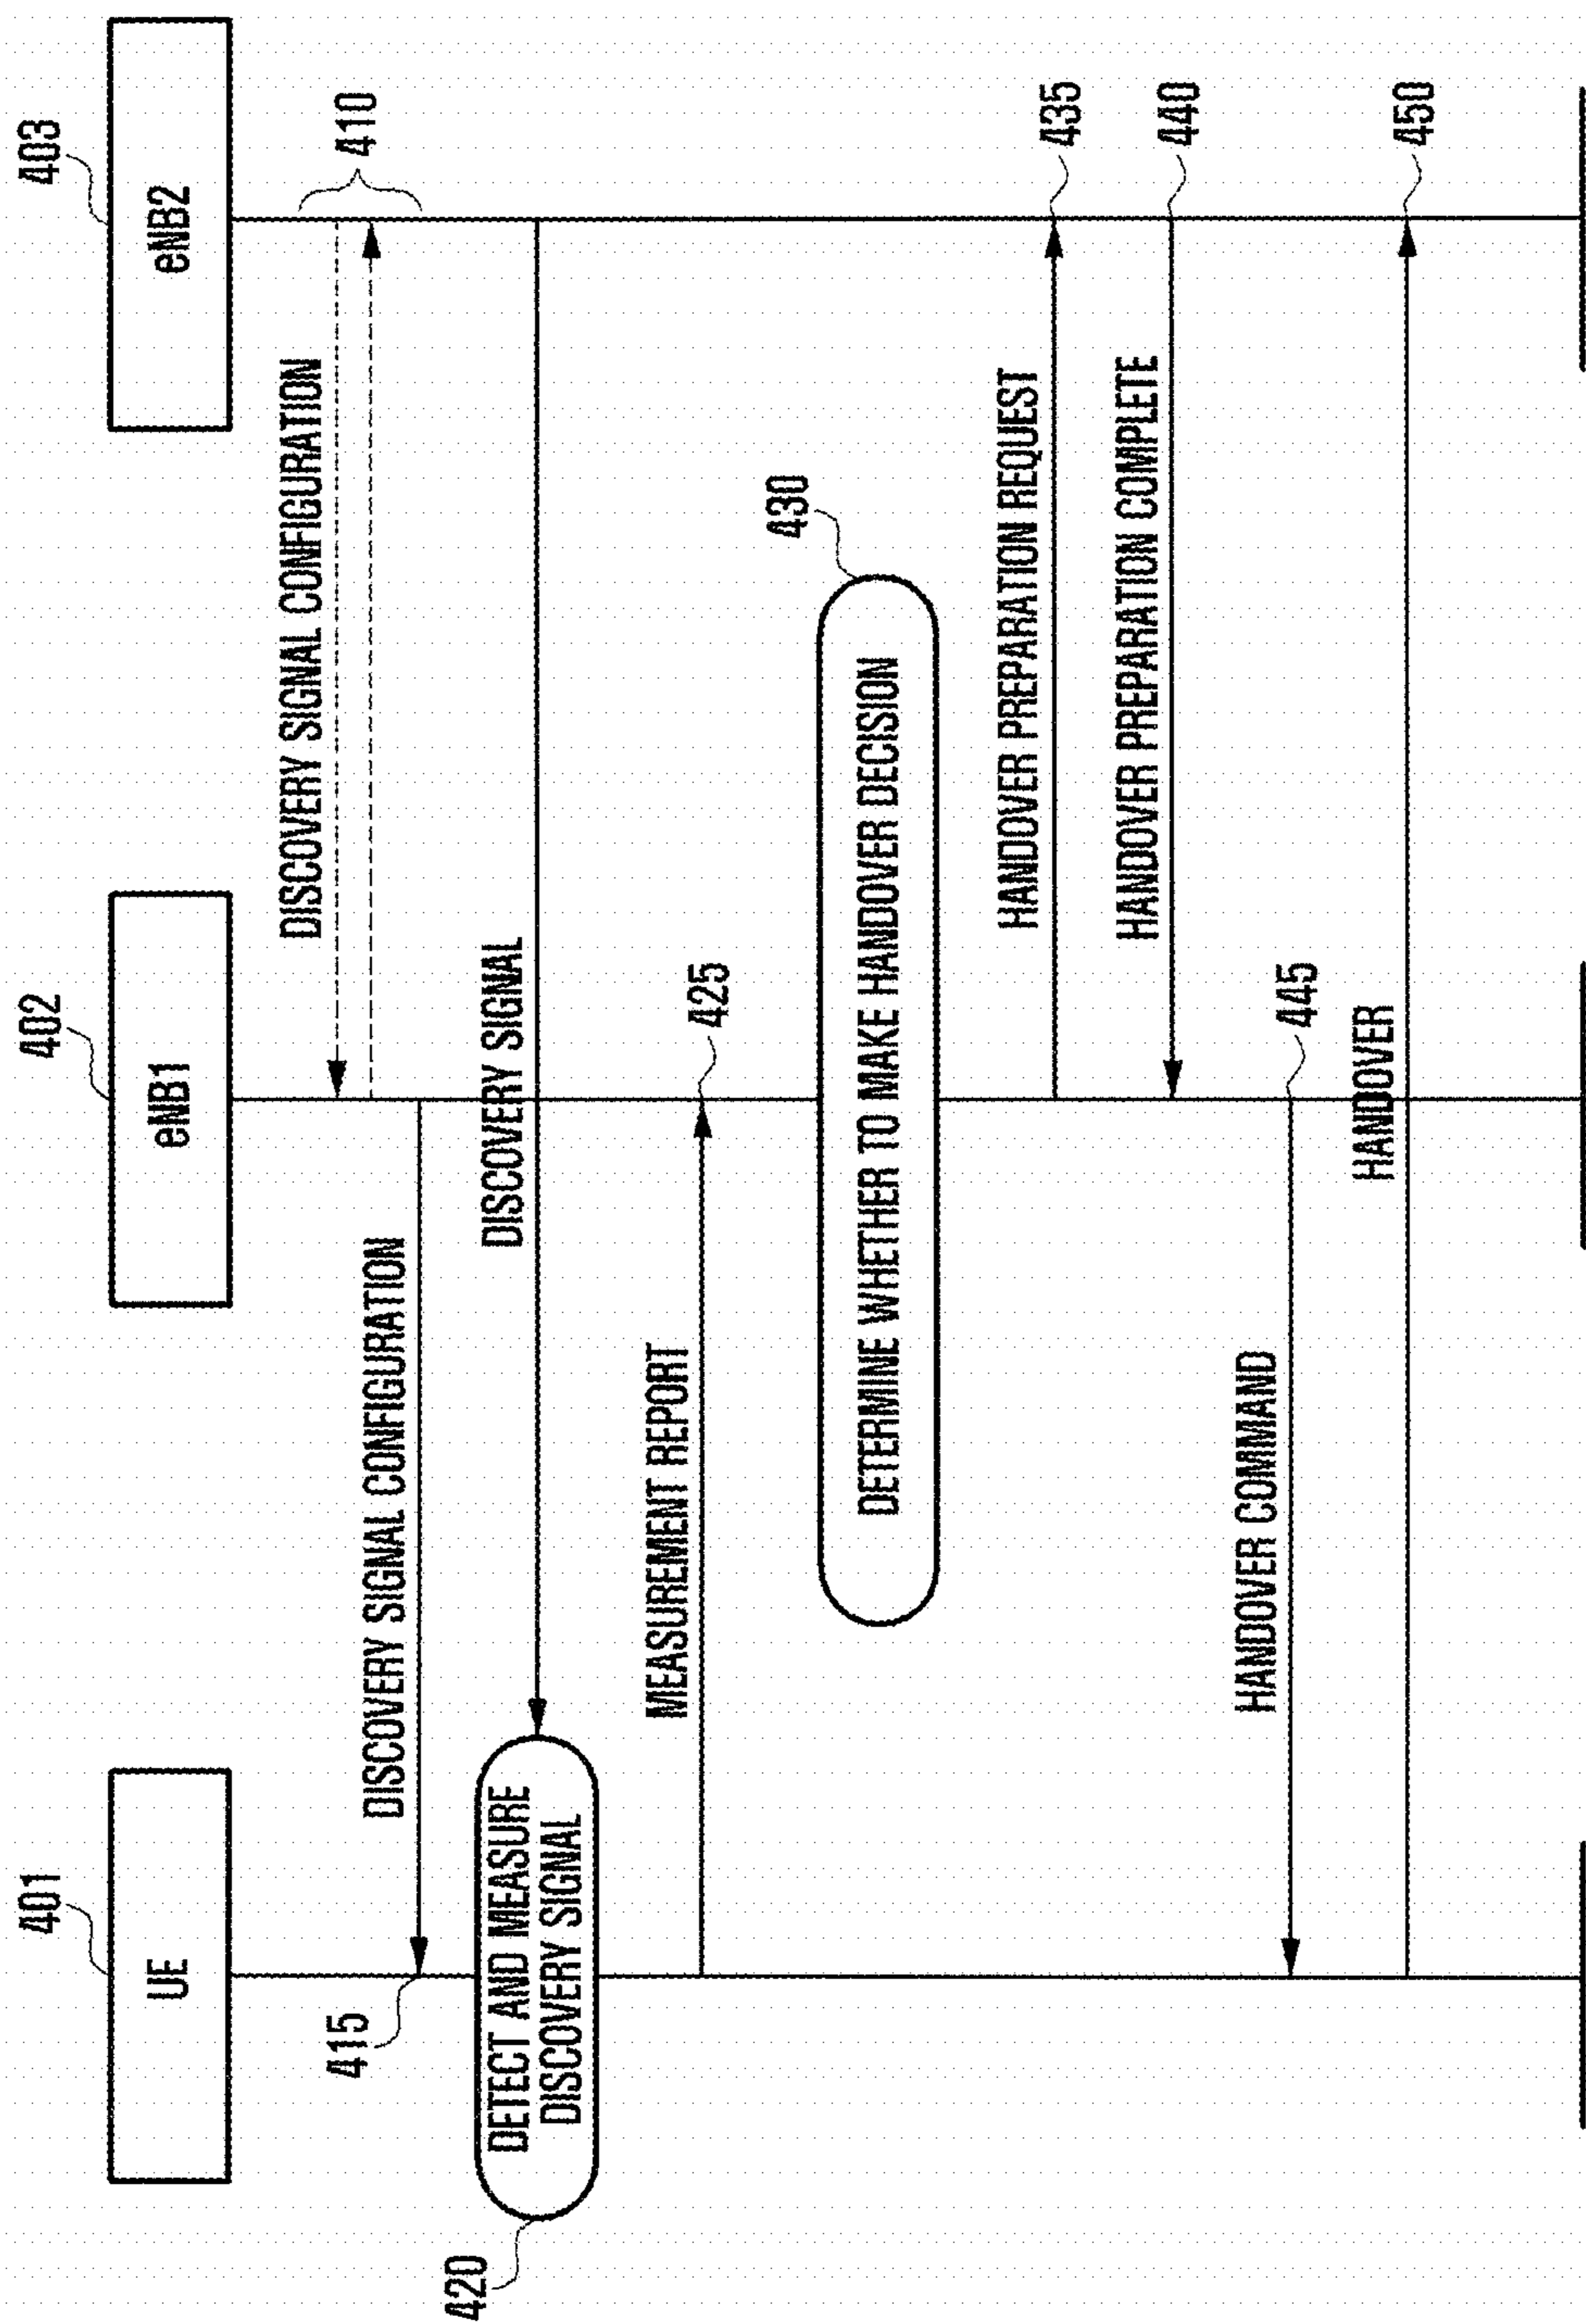 401
402
403
UE
eNB1
eNB2
DISCOVERY SIGNAL CONFIGURATION
410
DISCOVERY SIGNAL CONFIGURATION
415
DISCOVERY SIGNAL
DETECT AND MEASURE
DISCOVERY SIGNAL
420
MEASUREMENT REPORT
425
430
DETERMINE WHETHER TO MAKE HANDOVER DECISION
HANDOVER PREPARATION REQUEST
435
HANDOVER PREPARATION COMPLETE
440
HANDOVER COMMAND
445
HANDOVER
450